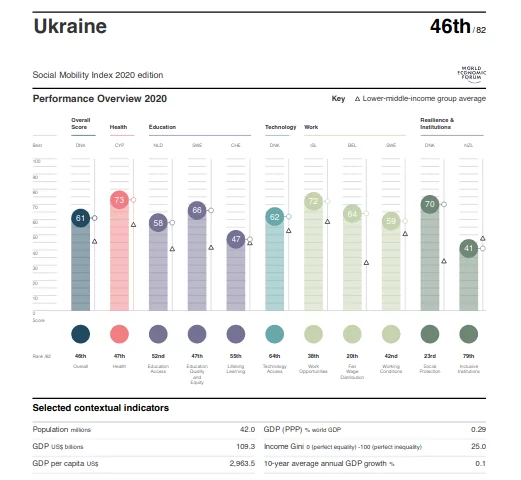 Ukraine
46th/82
Social Mobility Index 2020 edition
WORLD
ECONOMIC
FORUM
Performance Overview 2020
Key △ Lower-middle-income group average
Overall Score Health Education Technology Work Resilience & Institutions
Best DNK CYP NLD SWE CHE DNK ISL BEL SWE DNK NZL
100
90
80
70
60
50
40
30
20
10
0
Score
61 73 58 66 47 62 72 64 59 70 41
Rank /82 46th 47th 52nd 47th 55th 64th 38th 20th 42nd 23rd 79th
Overall Health Education Access Education Quality and Equity Lifelong Learning Technology Access Work Opportunities Fair Wage Distribution Working Conditions Social Protection Inclusive Institutions
Selected contextual indicators
Population millions 42.0 GDP (PPP) % world GDP 0.29
GDP US$ billions 109.3 Income Gini 0 (perfect equality) -100 (perfect inequality) 25.0
GDP per capita US$ 2,963.5 10-year average annual GDP growth % 0.1